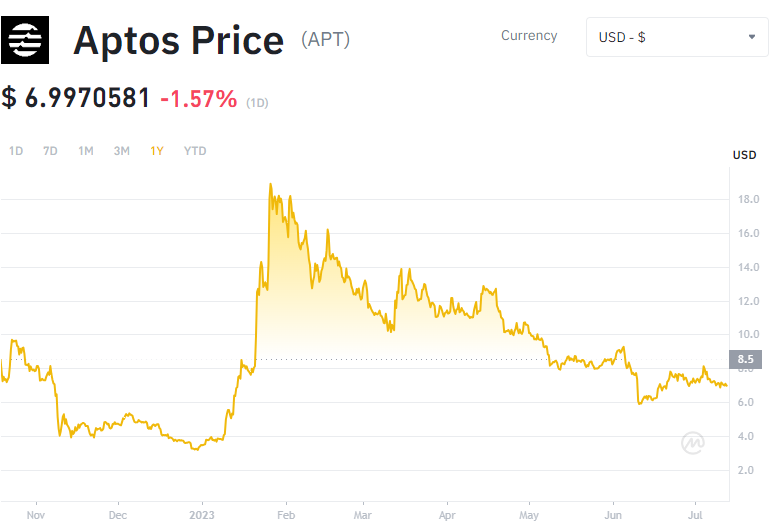 Aptos Price (APT)
Currency
USD - $
$ 6.9970581 -1.57% (1D)
1D 7D 1M 3M 1Y YTD
USD
18.0
16.0
14.0
12.0
10.0
8.5
8.0
6.0
4.0
2.0
Nov Dec 2023 Feb Mar Apr May Jun Jul